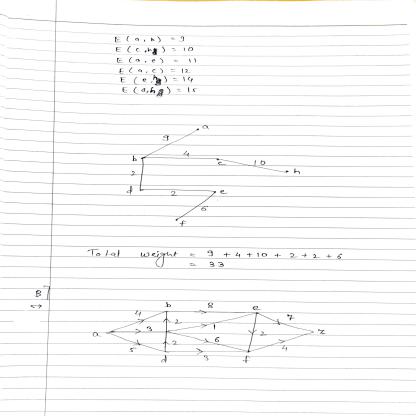 E(a,b) = 9
E(c,h) = 10
E(a,e) = 11
E(a,c) = 12
E(e,g) = 14
E(d,h) = 15
a
9
b 4 c 10 h
2
d 2 e
6
f
Total weight = 9+4+10+2+2+6
= 33
B]
b 8 e
4 2 7
a 3 1 2 z
5 2 6 4
d 3 f